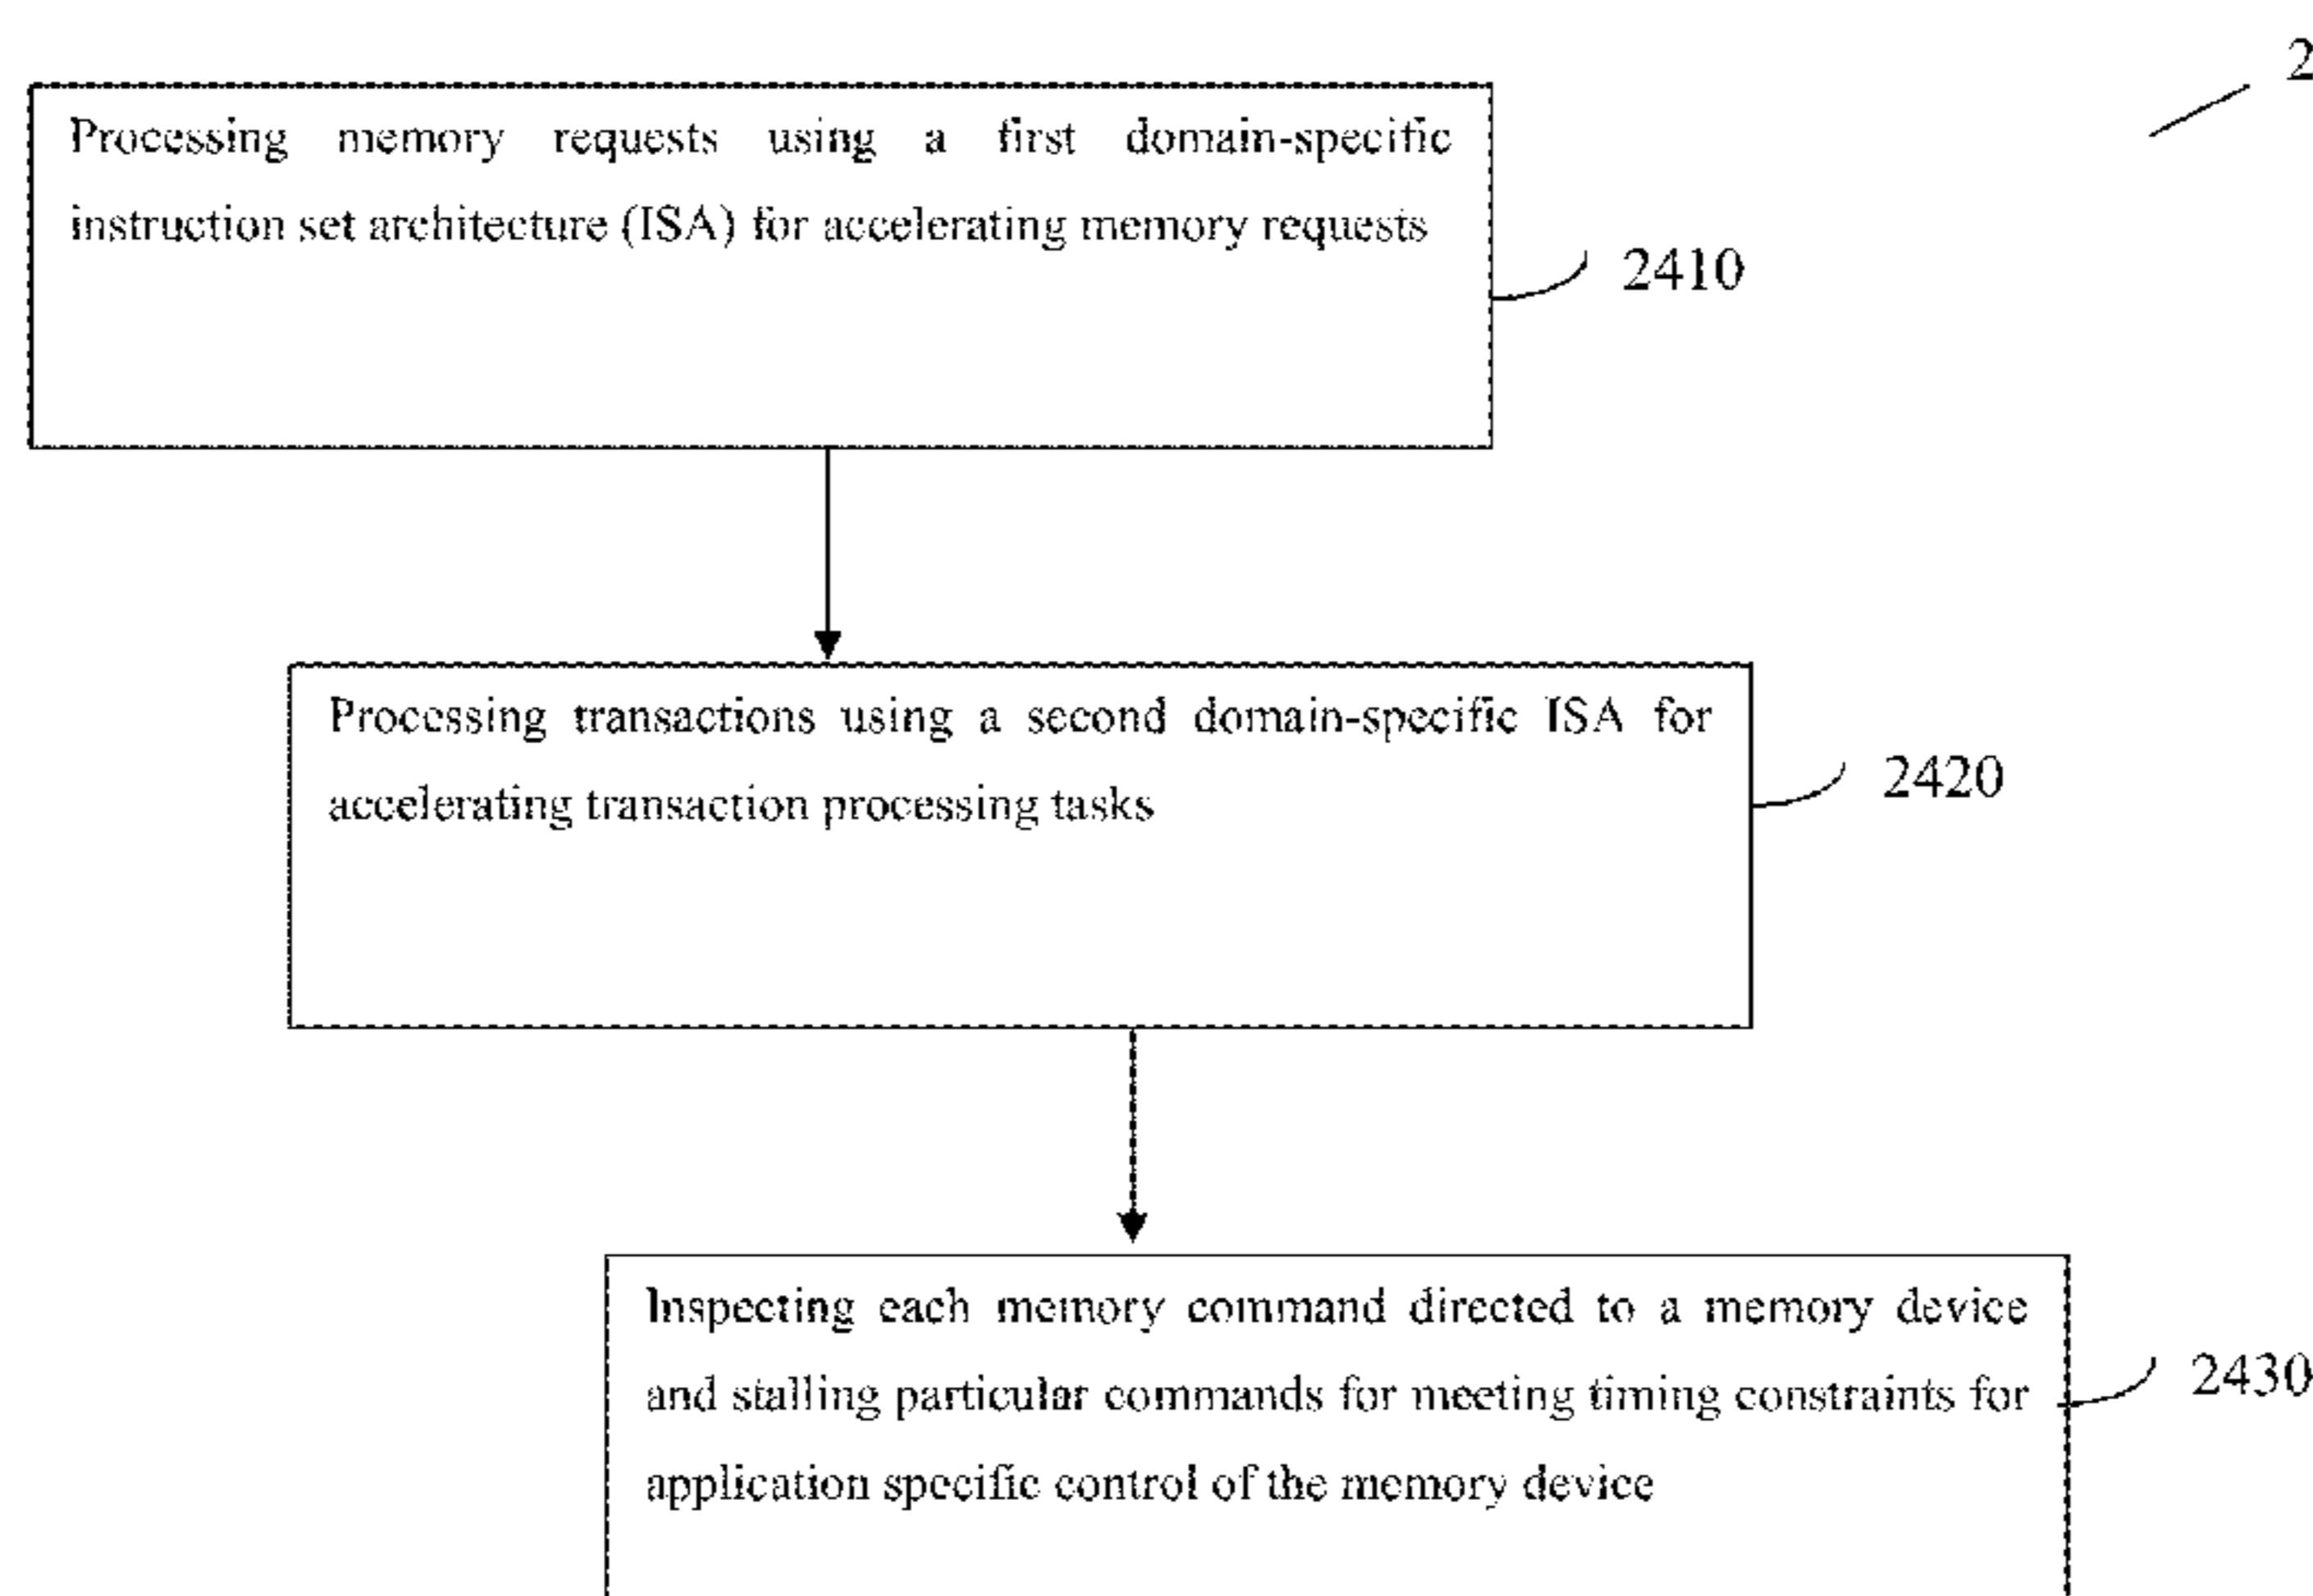 2
Processing memory requests using a first domain-specific
instruction set architecture (ISA) for accelerating memory requests
2410
Processing transactions using a second domain-specific ISA for
accelerating transaction processing tasks
2420
Inspecting each memory command directed to a memory device
and stalling particular commands for meeting timing constraints for
application specific control of the memory device
2430